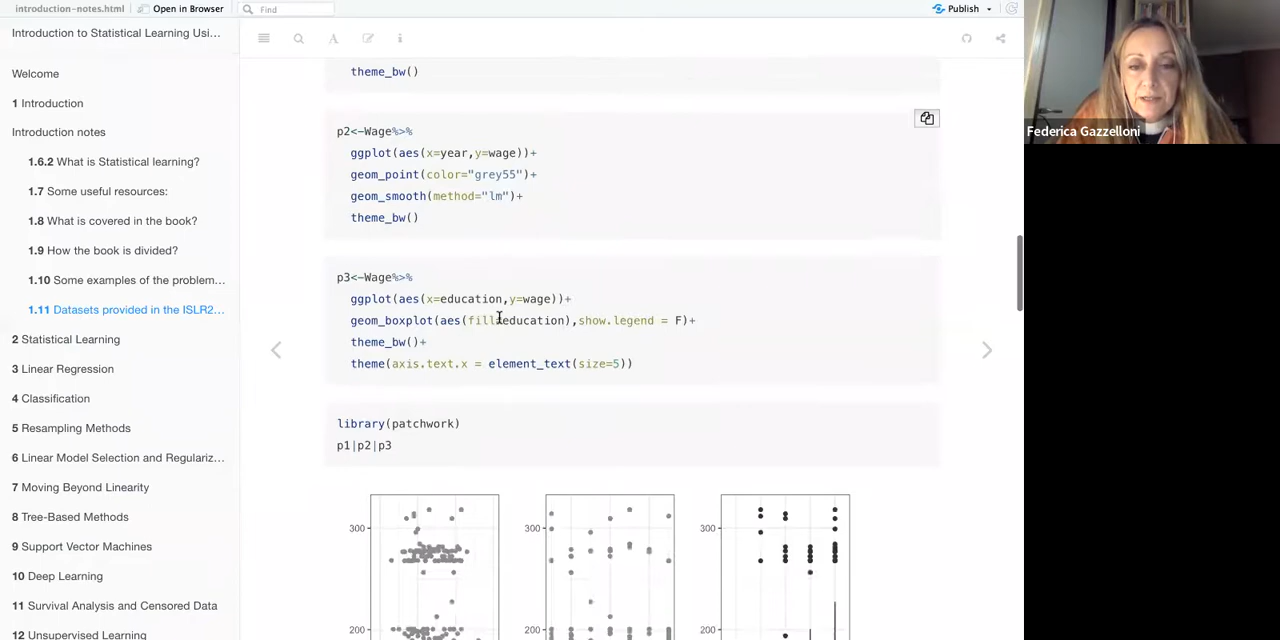 introduction-notes.html
Open in Browser
Find
Publish
Introduction to Statistical Learning Usi...
Welcome
1 Introduction
Introduction notes
1.6.2 What is Statistical learning?
1.7 Some useful resources:
1.8 What is covered in the book?
1.9 How the book is divided?
1.10 Some examples of the problem...
1.11 Datasets provided in the ISLR2...
2 Statistical Learning
3 Linear Regression
4 Classification
5 Resampling Methods
6 Linear Model Selection and Regulariz...
7 Moving Beyond Linearity
8 Tree-Based Methods
9 Support Vector Machines
10 Deep Learning
11 Survival Analysis and Censored Data
12 Unsupervised Learning
theme_bw()
p2<-Wage%>%
ggplot(aes(x=year,y=wage))+
geom_point(color="grey55")+
geom_smooth(method="lm")+
theme_bw()
p3<-Wage%>%
ggplot(aes(x=education,y=wage))+
geom_boxplot(aes(fill=education),show.legend = F)+
theme_bw()+
theme(axis.text.x = element_text(size=5))
library(patchwork)
p1|p2|p3
300
300
300
200
200
200
Federica Gazzelloni